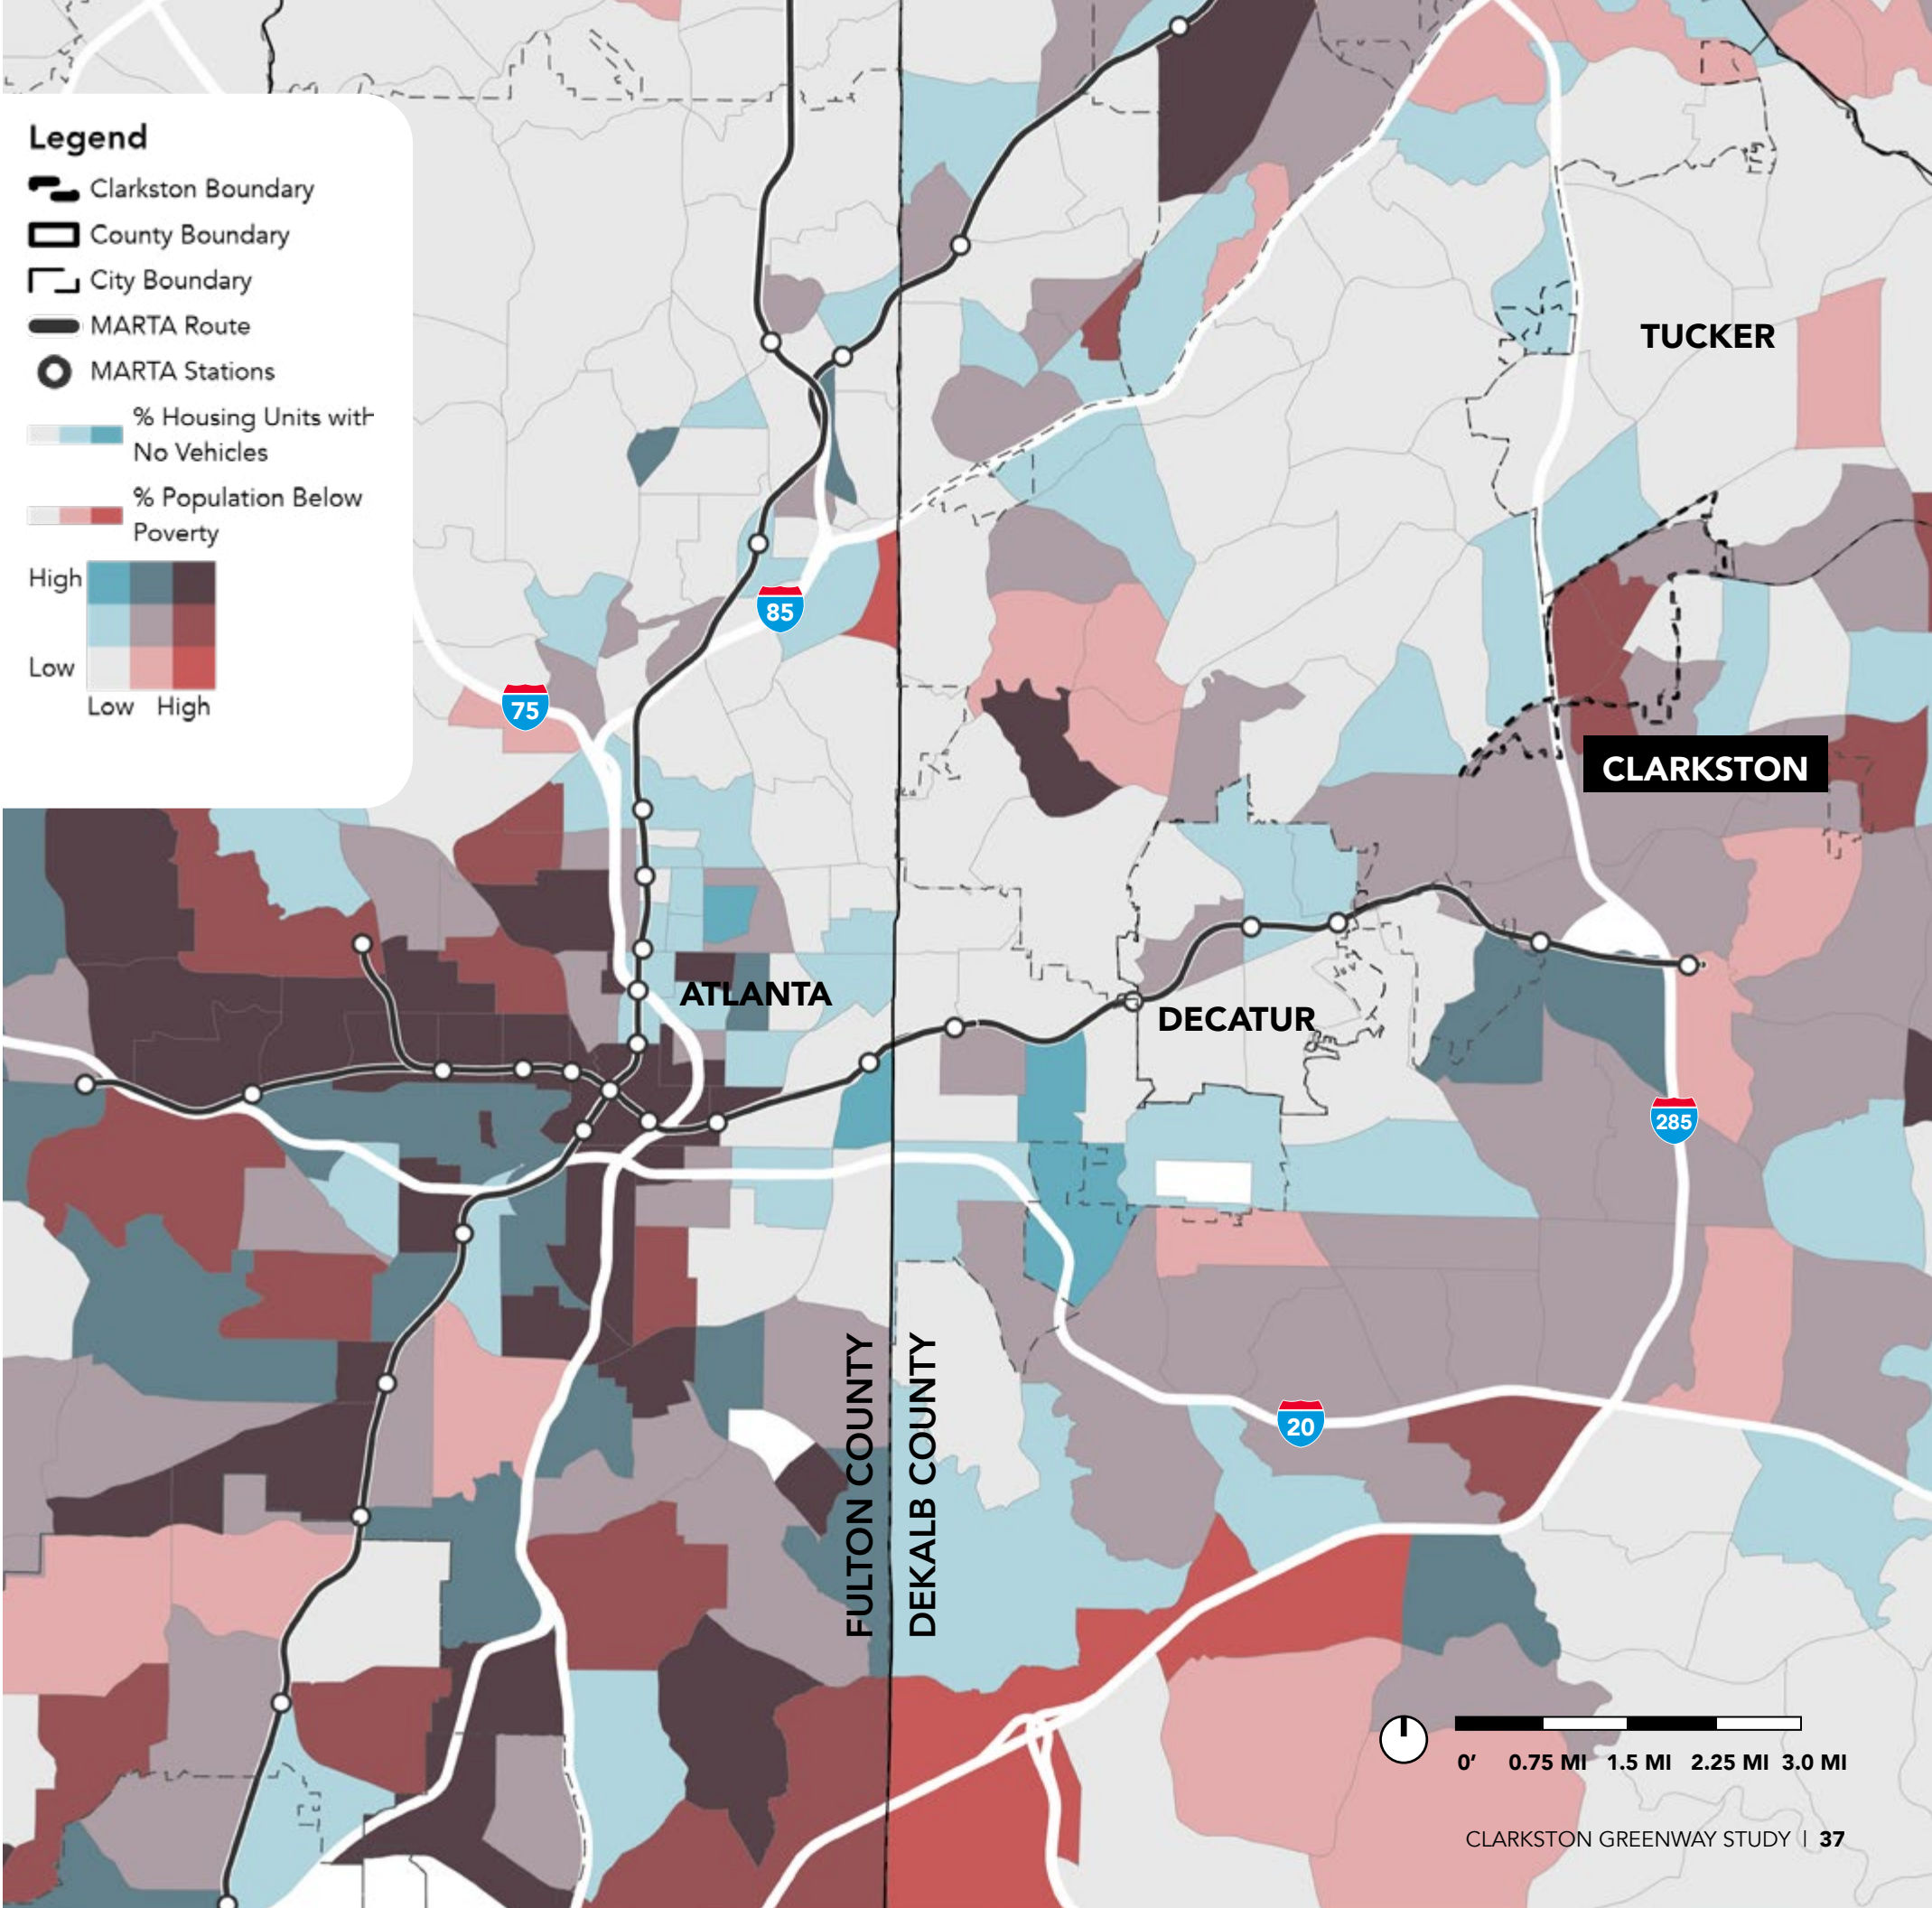 Legend
Clarkston Boundary
County Boundary
City Boundary
MARTA Route
MARTA Stations
% Housing Units with
No Vehicles
% Population Below
Poverty
High
Low
Low High
85
75
TUCKER
CLARKSTON
ATLANTA
DECATUR
285
20
FULTON COUNTY
DEKALB COUNTY
0' 0.75 MI 1.5 MI 2.25 MI 3.0 MI
CLARKSTON GREENWAY STUDY | 37